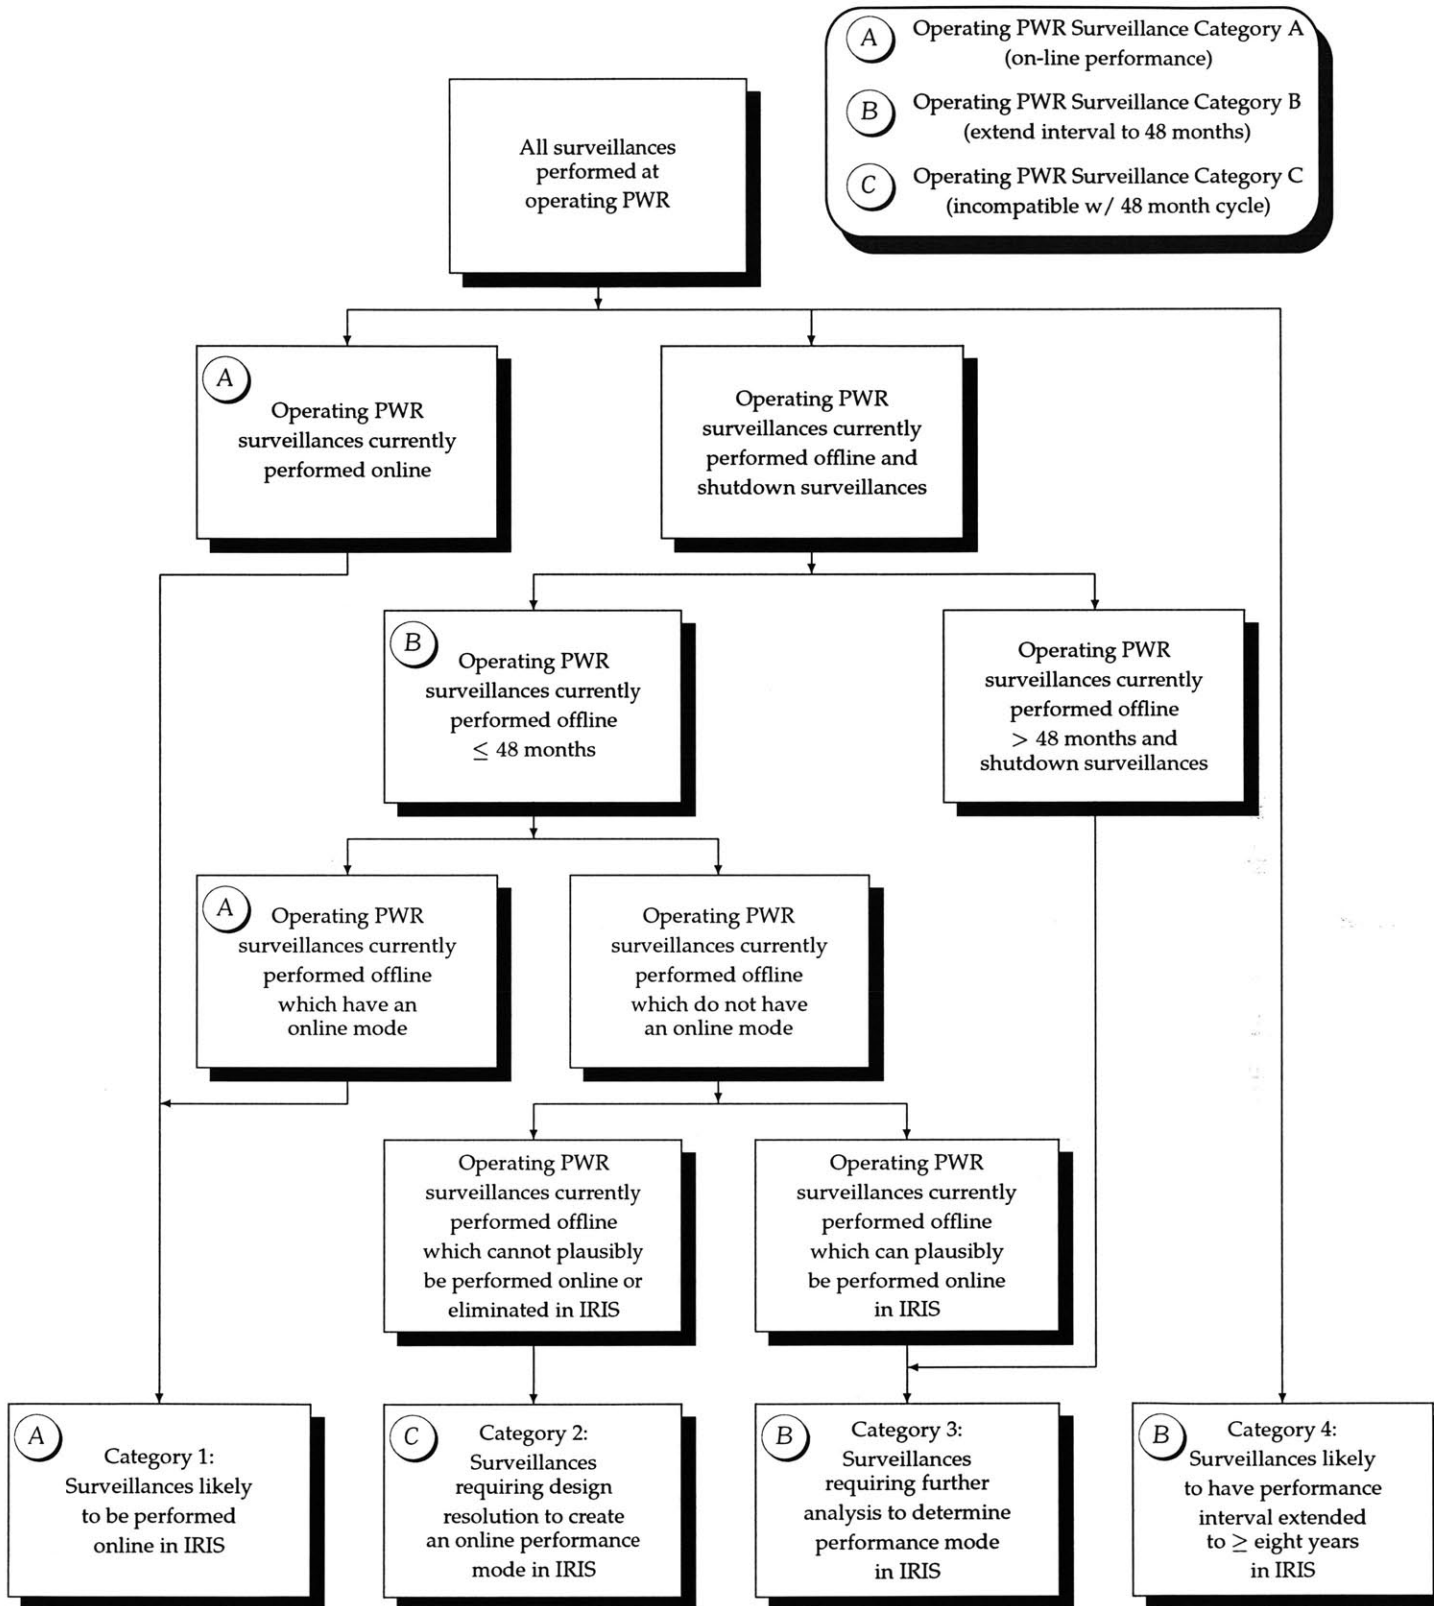 A
Operating PWR Surveillance Category A
(on-line performance)
B
Operating PWR Surveillance Category B
(extend interval to 48 months)
C
Operating PWR Surveillance Category C
(incompatible w/ 48 month cycle)
All surveillances
performed at
operating PWR
A
Operating PWR
surveillances currently
performed online
Operating PWR
surveillances currently
performed offline and
shutdown surveillances
B
Operating PWR
surveillances currently
performed offline
≤ 48 months
Operating PWR
surveillances currently
performed offline
> 48 months and
shutdown surveillances
A
Operating PWR
surveillances currently
performed offline
which have an
online mode
Operating PWR
surveillances currently
performed offline
which do not have
an online mode
Operating PWR
surveillances currently
performed offline
which cannot plausibly
be performed online or
eliminated in IRIS
Operating PWR
surveillances currently
performed offline
which can plausibly
be performed online
in IRIS
A
Category 1:
Surveillances likely
to be performed
online in IRIS
C
Category 2:
Surveillances
requiring design
resolution to create
an online performance
mode in IRIS
B
Category 3:
Surveillances
requiring further
analysis to determine
performance mode
in IRIS
B
Category 4:
Surveillances likely
to have performance
interval extended
to ≥ eight years
in IRIS